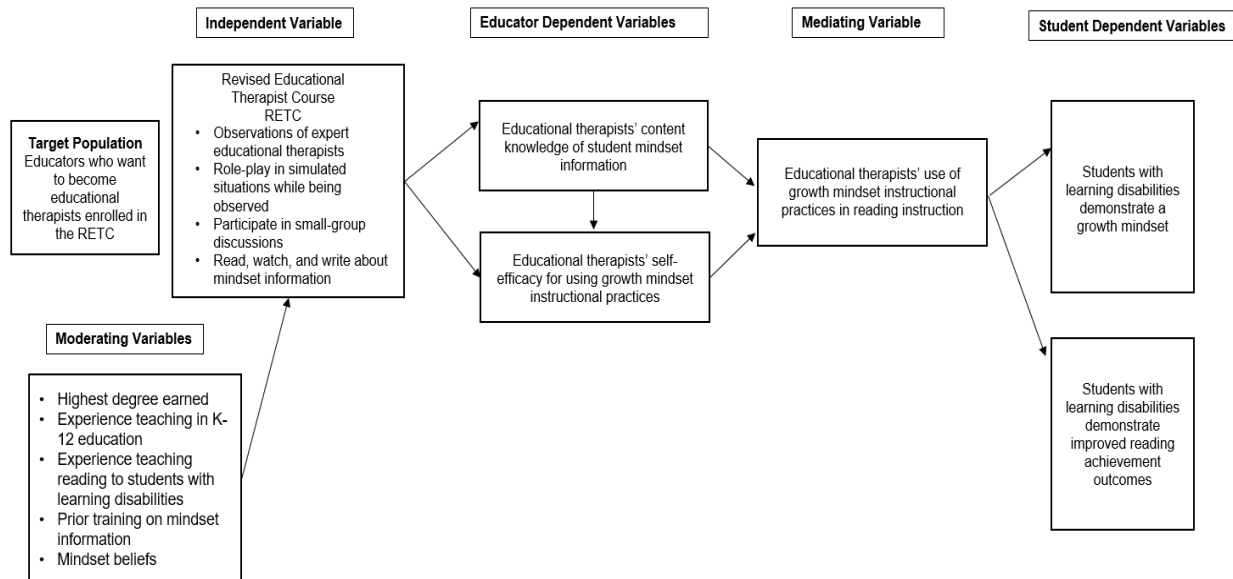 Independent Variable
Educator Dependent Variables
Mediating Variable
Student Dependent Variables
Target Population
Educators who want
to become
educational
therapists enrolled in
the RETC
Revised Educational
Therapist Course
RETC
• Observations of expert
educational therapists
• Role-play in simulated
situations while being
observed
• Participate in small-group
discussions
• Read, watch, and write about
mindset information
Educational therapists’ content
knowledge of student mindset
information
Educational therapists’ self-
efficacy for using growth mindset
instructional practices
Educational therapists’ use of
growth mindset instructional
practices in reading instruction
Students with
learning disabilities
demonstrate a
growth mindset
Students with
learning disabilities
demonstrate
improved reading
achievement
outcomes
Moderating Variables
• Highest degree earned
• Experience teaching in K-
12 education
• Experience teaching
reading to students with
learning disabilities
• Prior training on mindset
information
• Mindset beliefs